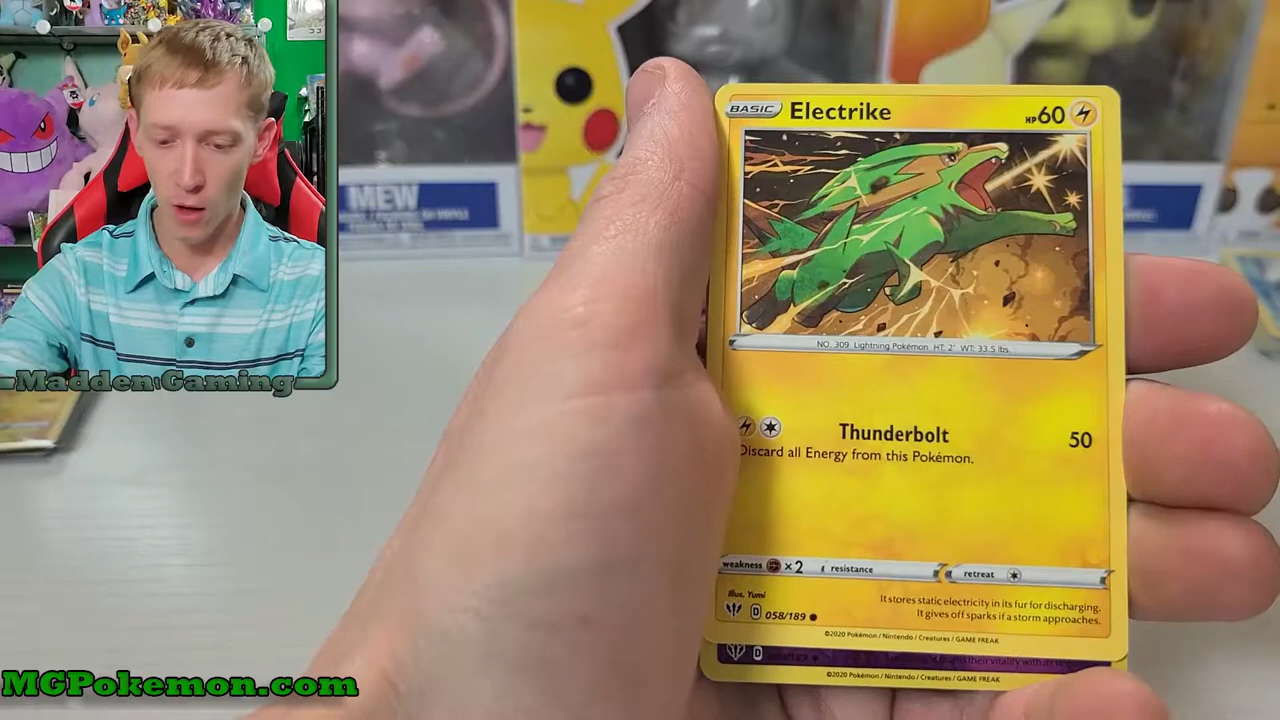 BASIC Electrike HP 60
NO. 309 Lightning Pokémon. HT: 2' WT: 33.5 lbs.
Thunderbolt 50
Discard all Energy from this Pokémon.
weakness ×2 resistance retreat
Illus. Yumi
D 058/189
It stores static electricity in its fur for discharging.
It gives off sparks if a storm approaches.
©2020 Pokémon / Nintendo / Creatures / GAME FREAK
D
©2020 Pokémon / Nintendo / Creatures / GAME FREAK
MEW
Madden Gaming
MGPokemon.com